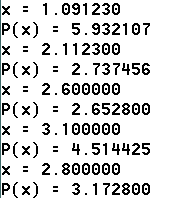 x = 1.091230
P(x) = 5.932107
x = 2.112300
P(x) = 2.737456
x = 2.600000
P(x) = 2.652800
x = 3.100000
P(x) = 4.514425
x = 2.800000
P(x) = 3.172800